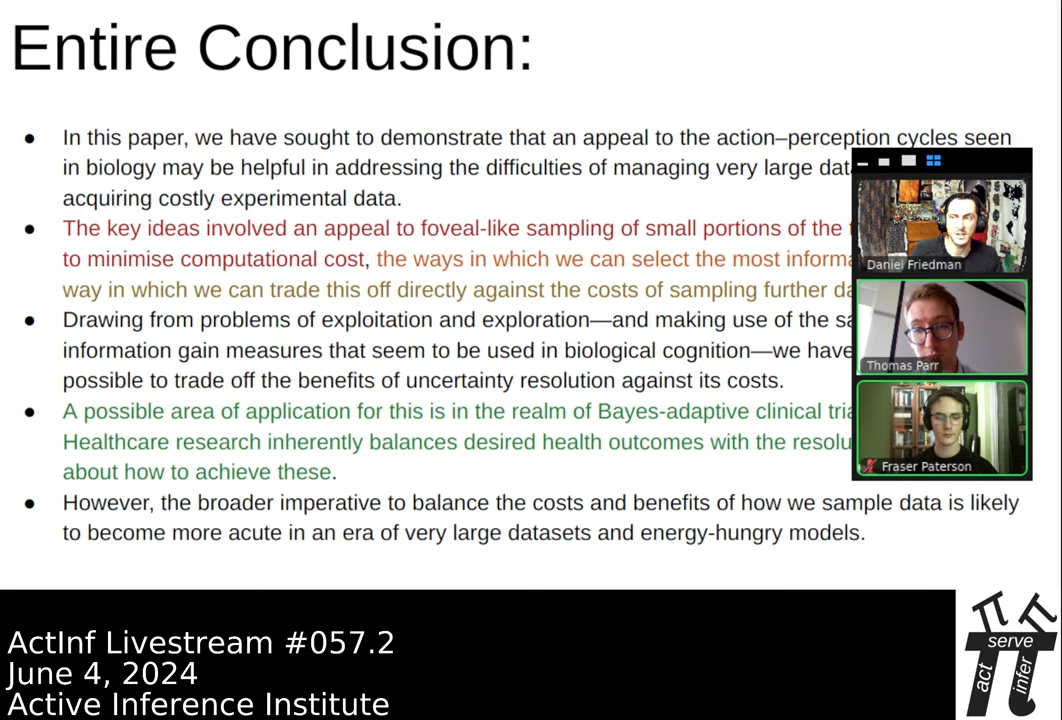 Entire Conclusion:
● In this paper, we have sought to demonstrate that an appeal to the action–perception cycles seen
in biology may be helpful in addressing the difficulties of managing very large
acquiring costly experimental data.
● The key ideas involved an appeal to foveal-like sampling of small portions of the
to minimise computational cost, the ways in which we can select the most
way in which we can trade this off directly against the costs of sampling further
● Drawing from problems of exploitation and exploration—and making use of the
information gain measures that seem to be used in biological cognition—we have
possible to trade off the benefits of uncertainty resolution against its costs.
● A possible area of application for this is in the realm of Bayes-adaptive clinical
Healthcare research inherently balances desired health outcomes with the
about how to achieve these.
● However, the broader imperative to balance the costs and benefits of how we sample data is likely
to become more acute in an era of very large datasets and energy-hungry models.
Daniel Friedman
Thomas Parr
Fraser Paterson
ActInf Livestream #057.2
June 4, 2024
Active Inference Institute
serve
act
infer